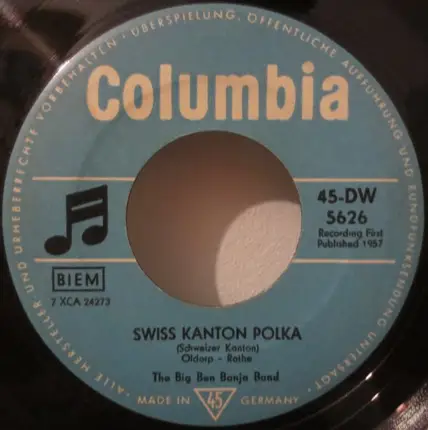 ·ALLE HERSTELLER UND URHEBERRECHTE VORBEHALTEN·ÜBERSPIELUNG, ÖFFENTLICHE AUFFÜHRUNG UND RUNDFUNKSENDUNG UNTERSAGT·
Columbia
45-DW
5626
Recording First
Published 1957
BIEM
7 XCA 24273
SWISS KANTON POLKA
(Schweizer Kanton)
Oldorp - Rothe
The Big Ben Banjo Band
MADE IN 45 GERMANY